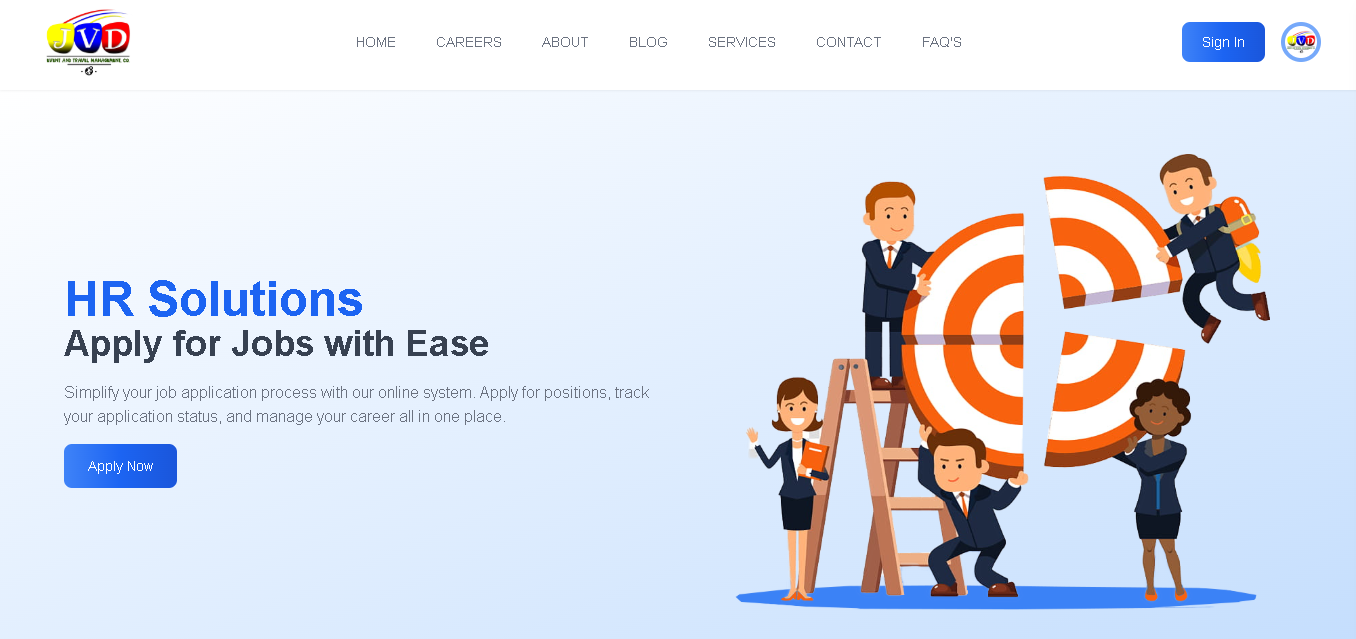 JVD
EVENT AND TRAVEL MANAGEMENT. CO
HOME
CAREERS
ABOUT
BLOG
SERVICES
CONTACT
FAQ'S
Sign In
JVD
HR Solutions
Apply for Jobs with Ease
Simplify your job application process with our online system. Apply for positions, track
your application status, and manage your career all in one place.
Apply Now